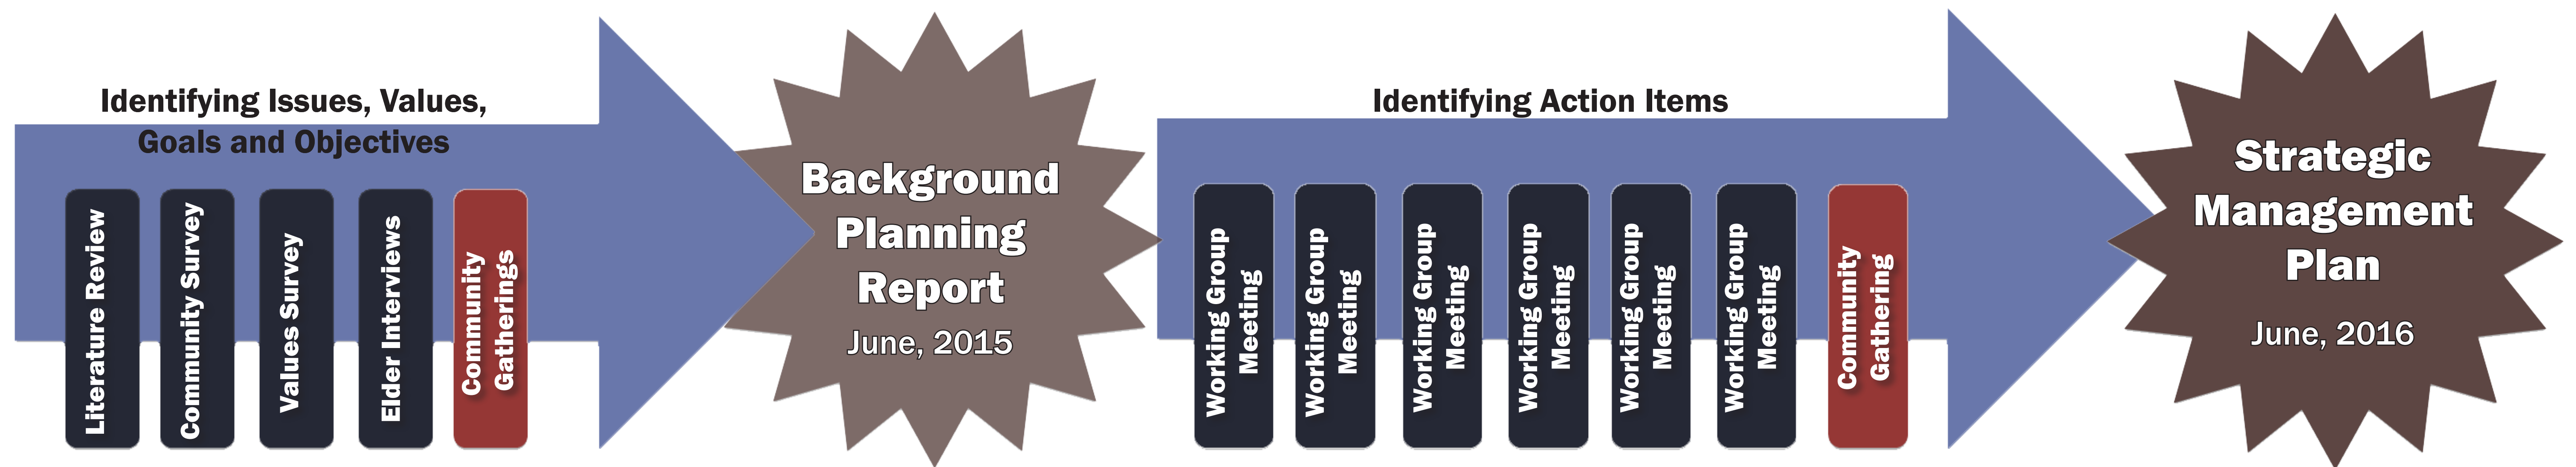 Identifying Issues, Values,
Goals and Objectives
Literature Review
Community Survey
Values Survey
Elder Interviews
Community
Gatherings
Background
Planning
Report
June, 2015
Identifying Action Items
Working Group
Meeting
Working Group
Meeting
Working Group
Meeting
Working Group
Meeting
Working Group
Meeting
Working Group
Meeting
Community
Gathering
Strategic
Management
Plan
June, 2016